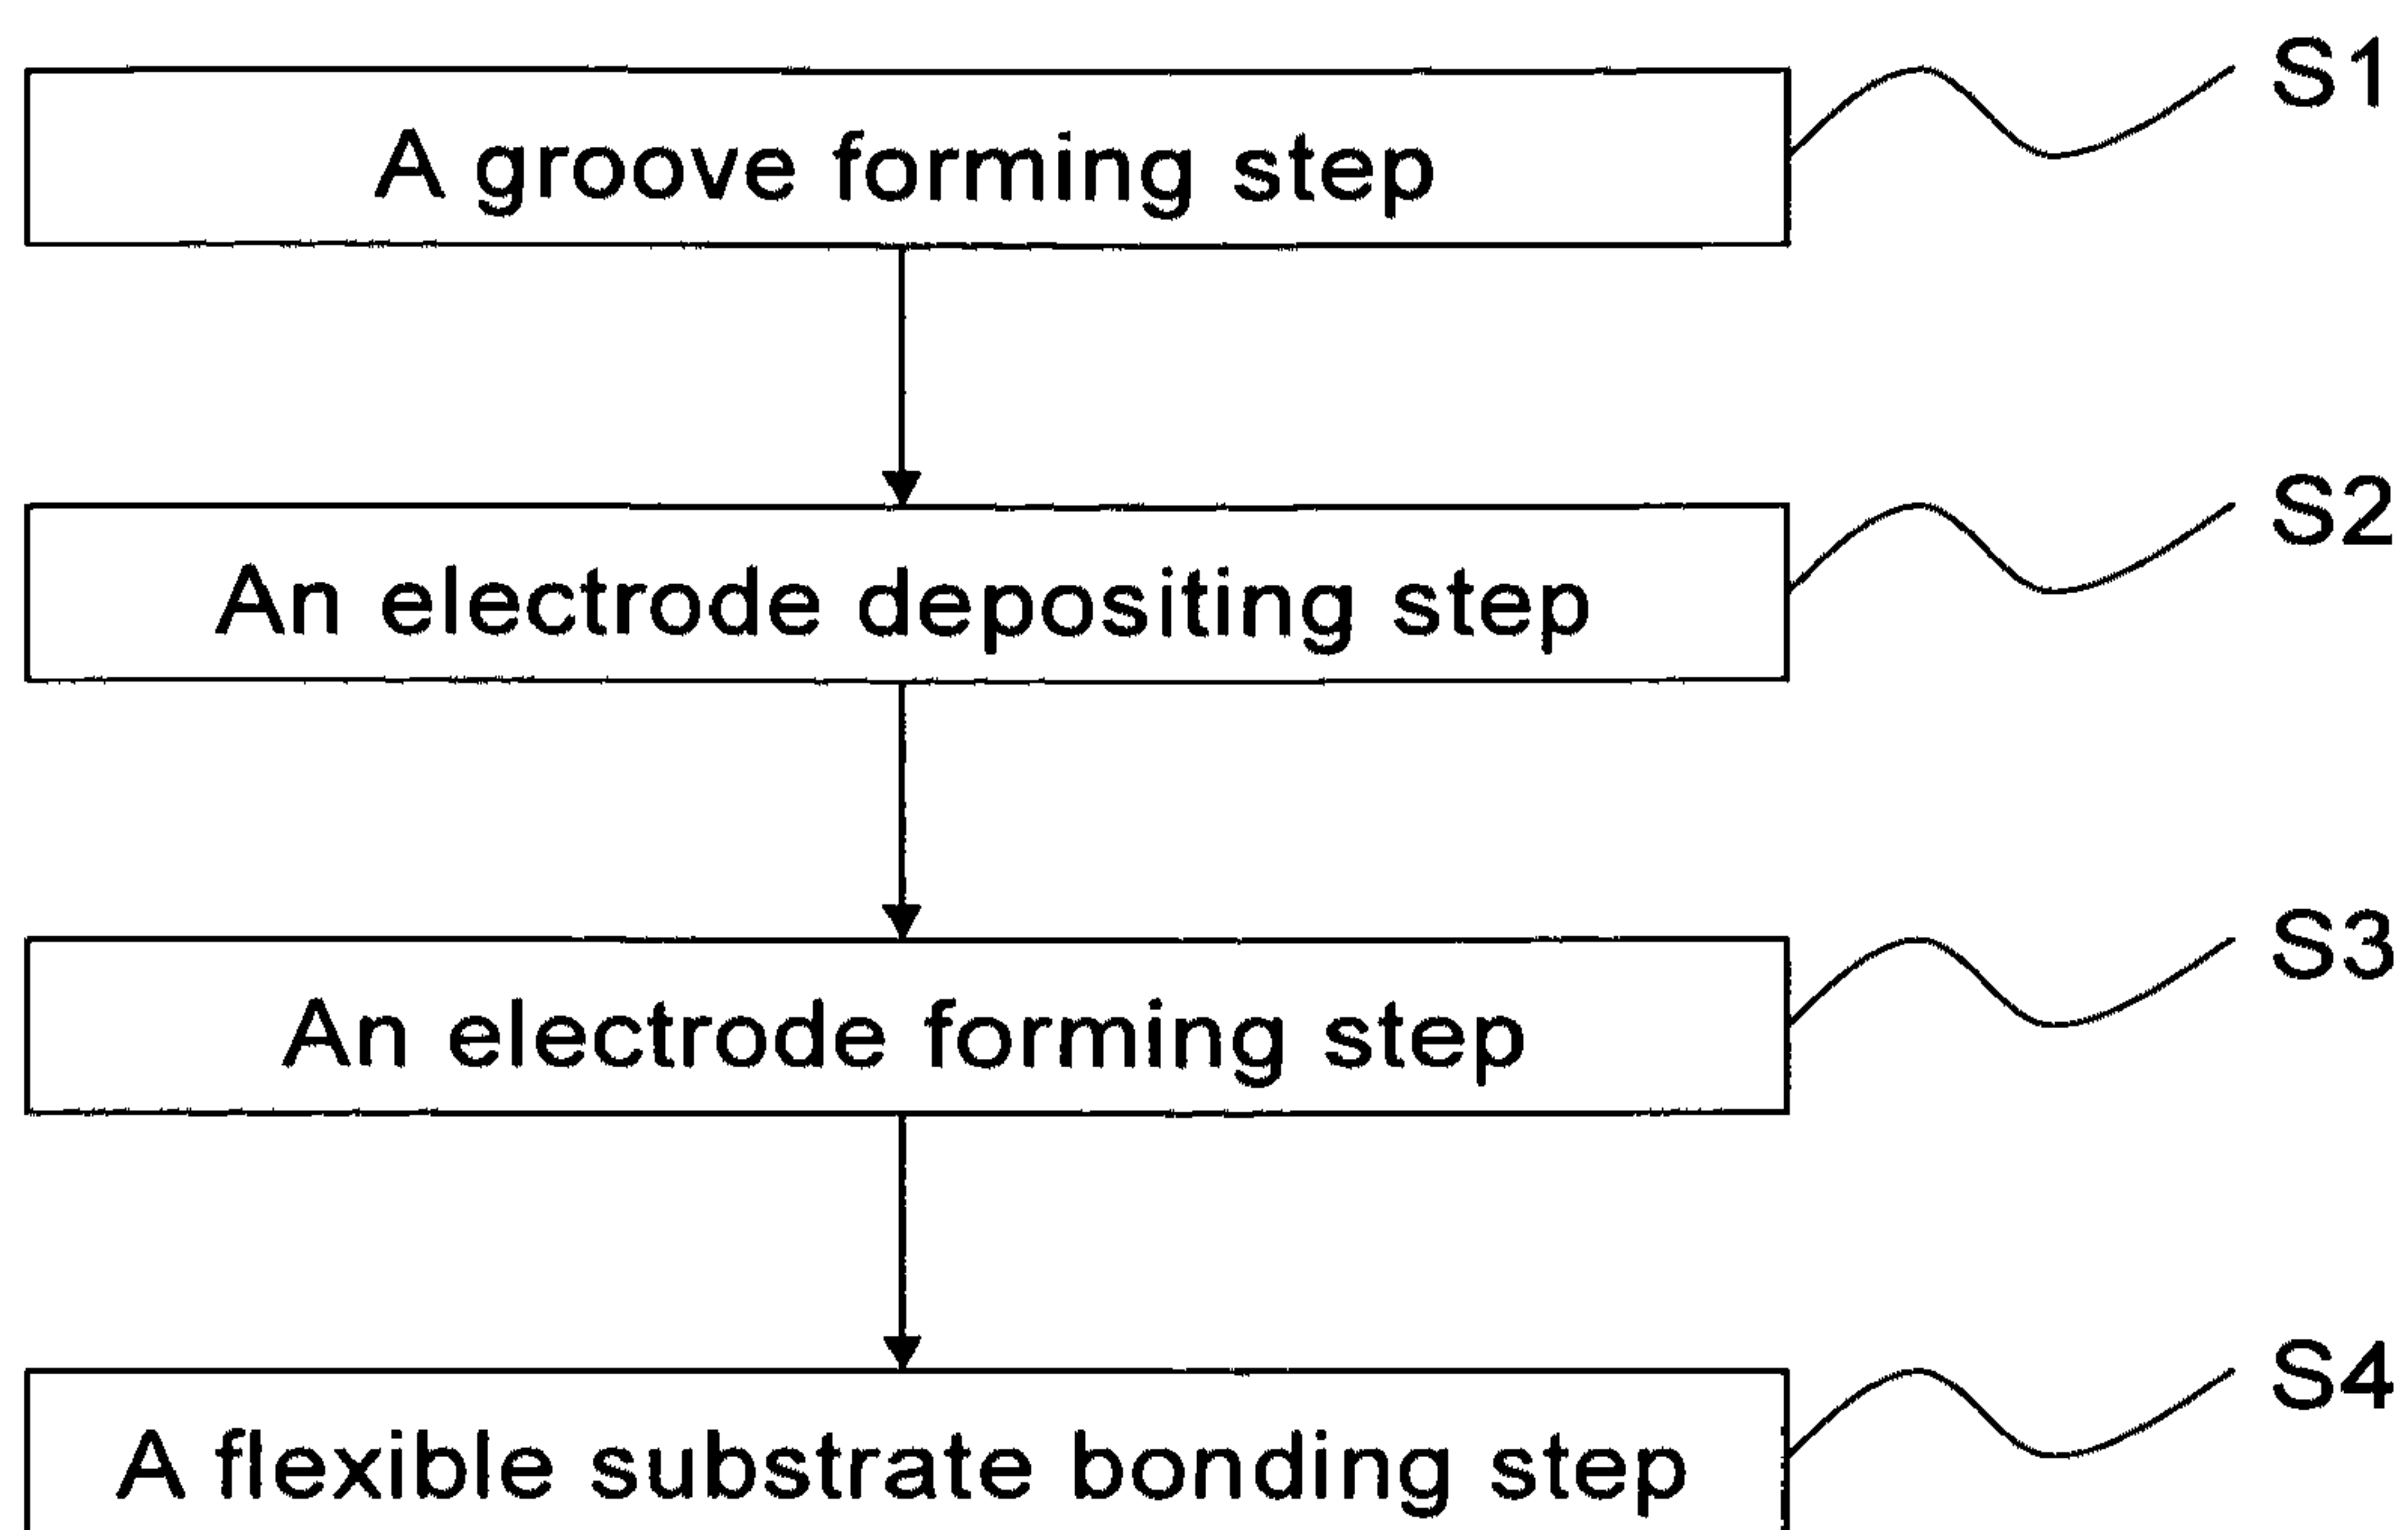 S1
A groove forming step
S2
An electrode depositing step
S3
An electrode forming step
S4
A flexible substrate bonding step